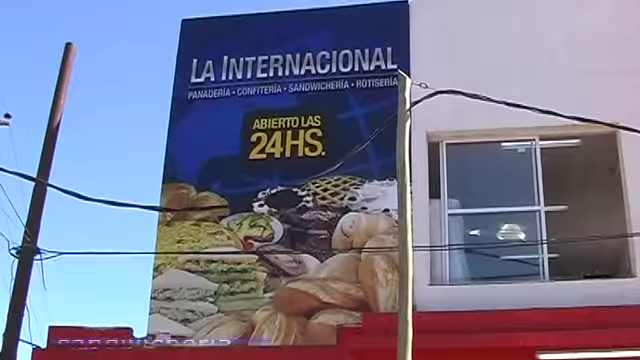 LA INTERNACIONAL
PANADERÍA • CONFITERÍA • SANDWICHERÍA • ROTISERÍA
ABIERTO LAS
24HS.